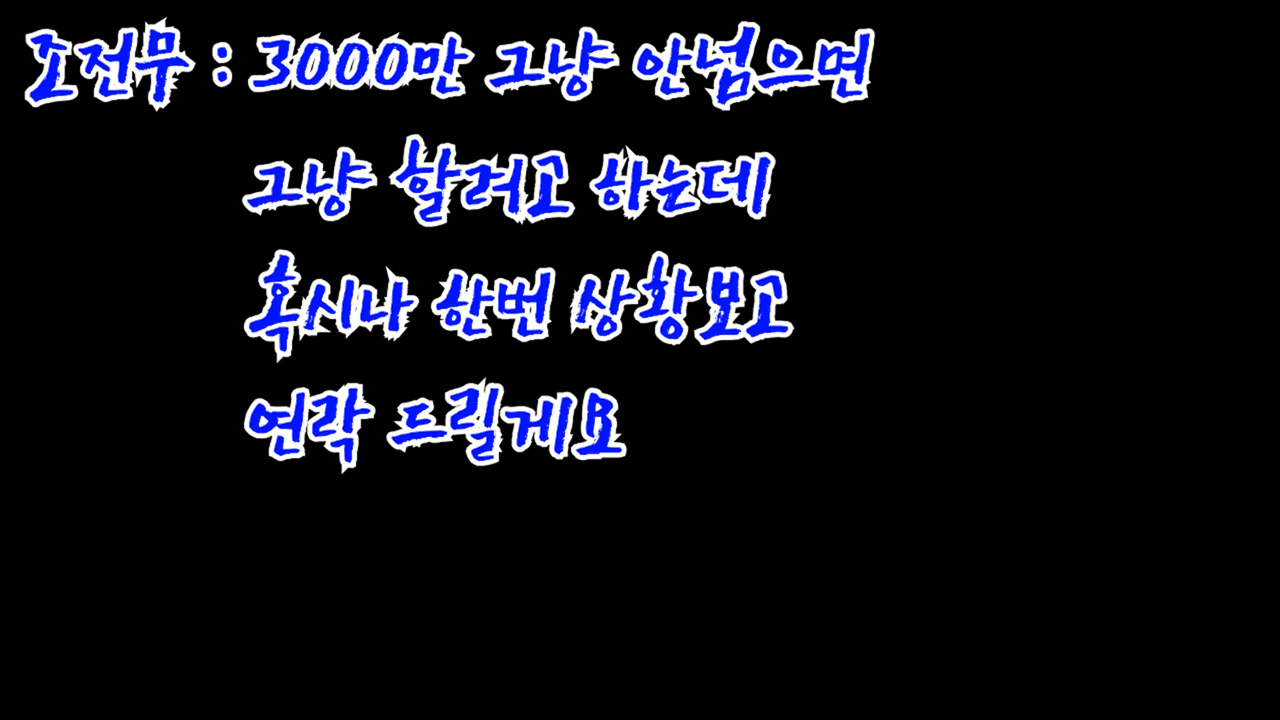 조전무 : 3000만 그냥 안넘으면
그냥 할려고 하는데
혹시나 한번 상황보고
연락 드릴게요